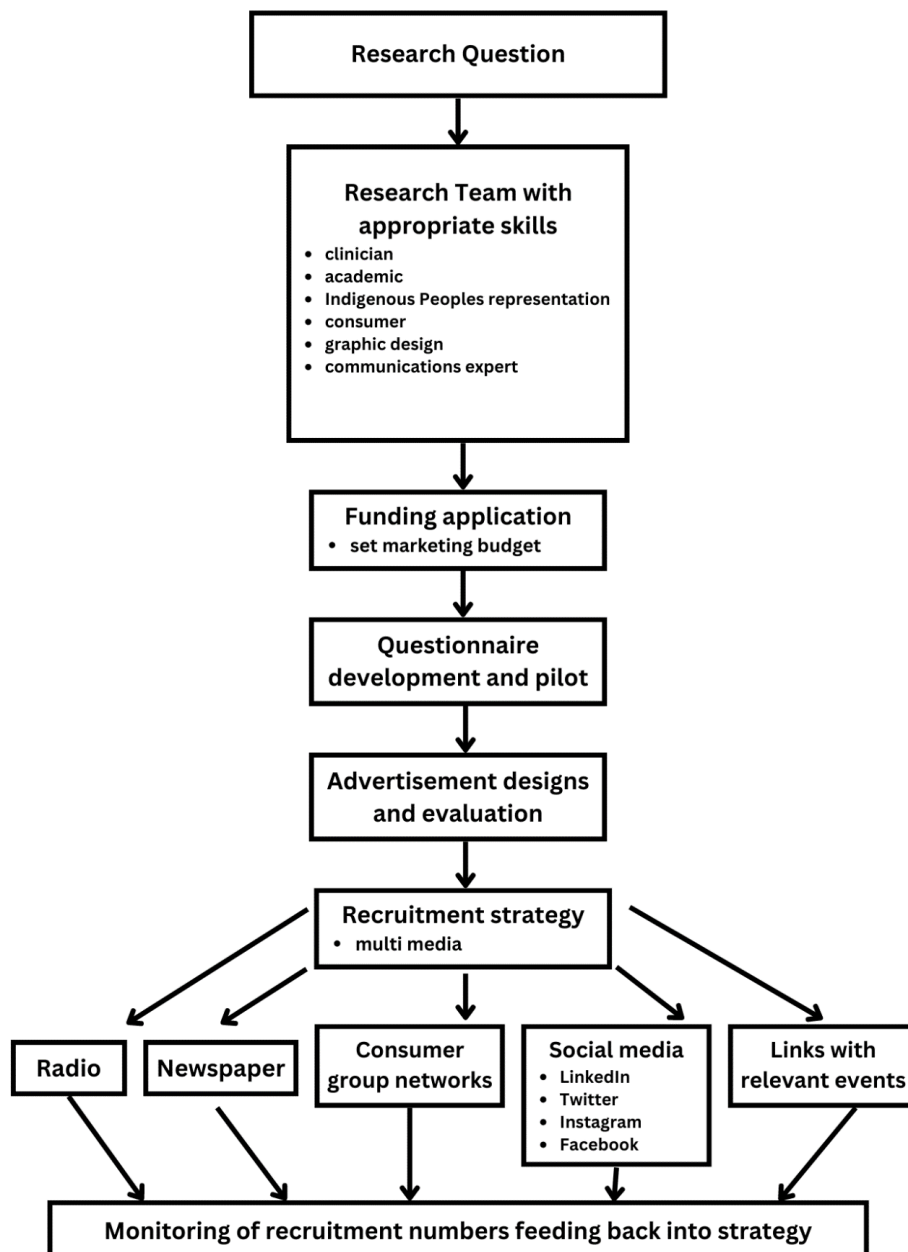 Research Question
Research Team with
appropriate skills
• clinician
• academic
• Indigenous Peoples representation
• consumer
• graphic design
• communications expert
Funding application
• set marketing budget
Questionnaire
development and pilot
Advertisement designs
and evaluation
Recruitment strategy
• multi media
Radio
Newspaper
Consumer
group networks
Social media
• LinkedIn
• Twitter
• Instagram
• Facebook
Links with
relevant events
Monitoring of recruitment numbers feeding back into strategy